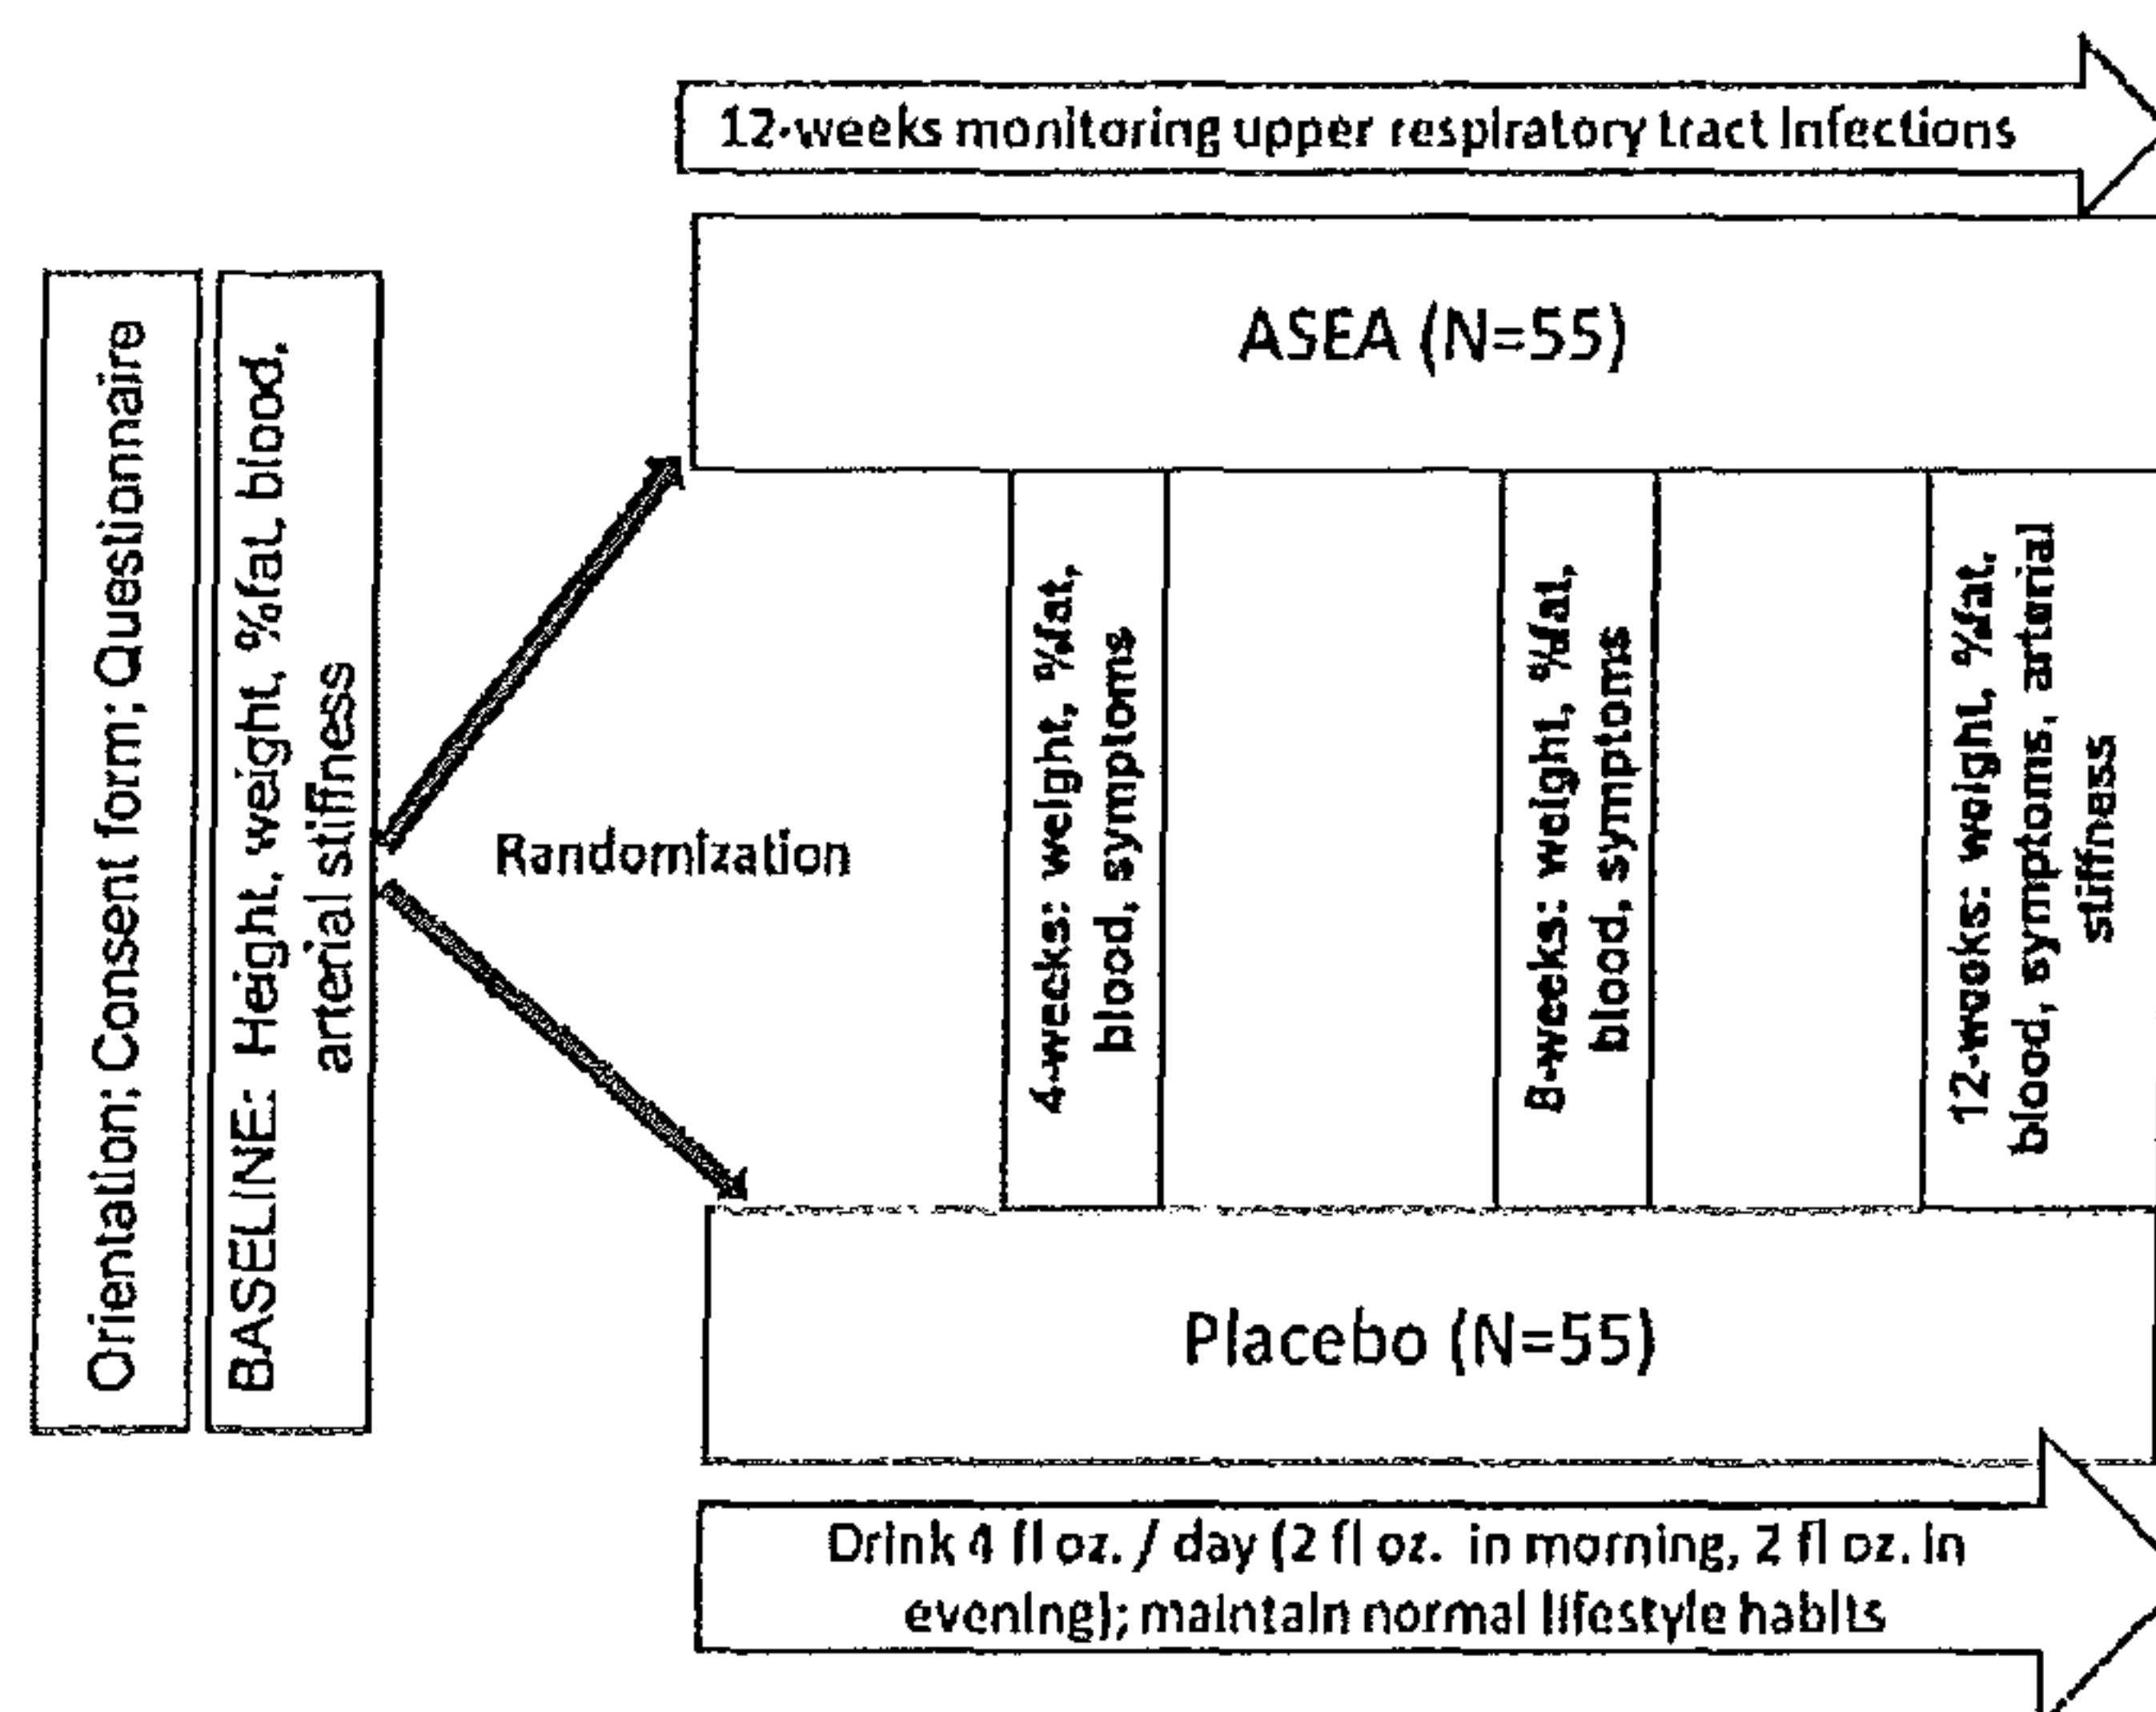 12-weeks monitoring upper respiratory tract Infections
Orientation; Consent form; Questionnaire
BASELINE: Height, weight, %fat, blood,
arterial stiffness
Randomization
ASEA (N=55)
4-weeks: weight, %fat,
blood, symptoms
8-weeks: weight, %fat,
blood, symptoms
12-weeks: weight, %fat,
blood, symptoms, arterial
stiffness
Placebo (N=55)
Drink 4 fl oz. / day (2 fl oz. in morning, 2 fl oz. in
evening); maintain normal lifestyle habits